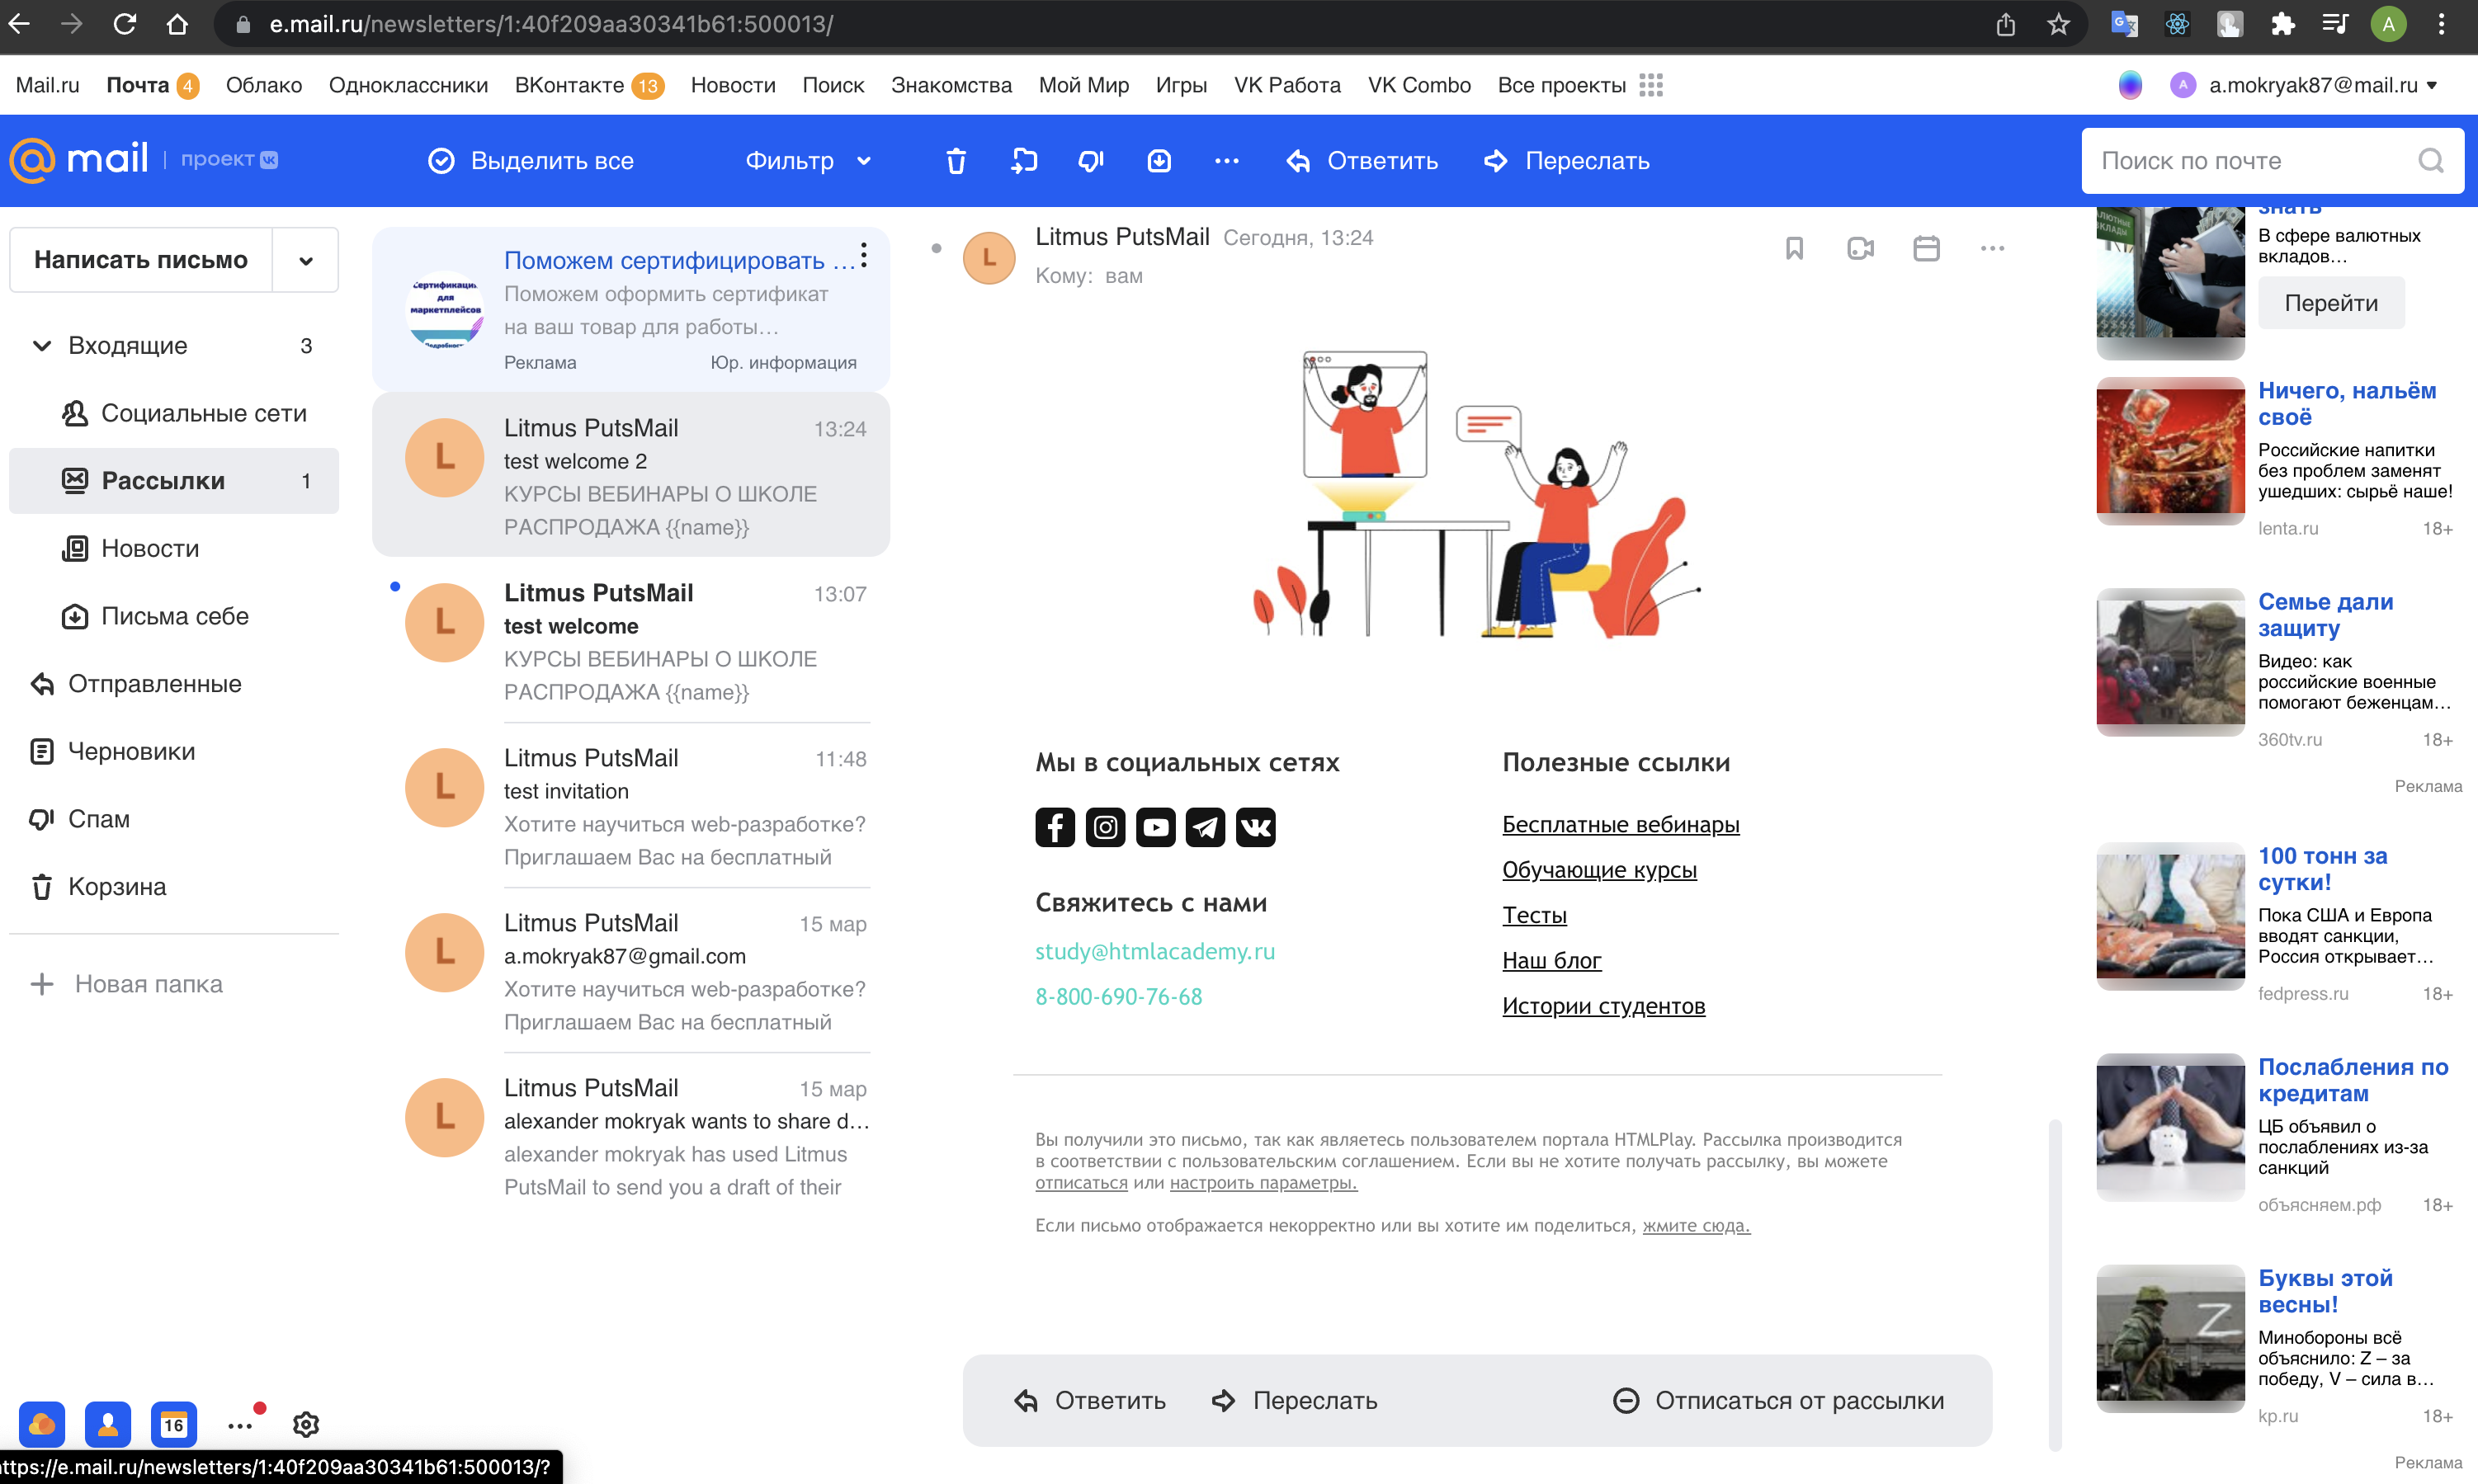 e.mail.ru/newsletters/1:40f209aa30341b61:500013/
A
Mail.ru Почта 4 Облако Одноклассники ВКонтакте 13 Новости Поиск Знакомства Мой Мир Игры VK Работа VK Combo Все проекты
A a.mokryak87@mail.ru
@mail проект
Выделить все
Фильтр
Ответить
Переслать
Поиск по почте
Написать письмо
Входящие 3
Социальные сети
Рассылки 1
Новости
Письма себе
Отправленные
Черновики
Спам
Корзина
Новая папка
16
https://e.mail.ru/newsletters/1:40f209aa30341b61:500013/?
Сертификация
для
маркетплейсов
Поможем сертифицировать …
Поможем оформить сертификат
на ваш товар для работы…
Реклама Юр. информация
L
Litmus PutsMail 13:24
test welcome 2
КУРСЫ ВЕБИНАРЫ О ШКОЛЕ
РАСПРОДАЖА {{name}}
L
Litmus PutsMail 13:07
test welcome
КУРСЫ ВЕБИНАРЫ О ШКОЛЕ
РАСПРОДАЖА {{name}}
L
Litmus PutsMail 11:48
test invitation
Хотите научиться web-разработке?
Приглашаем Вас на бесплатный
L
Litmus PutsMail 15 мар
a.mokryak87@gmail.com
Хотите научиться web-разработке?
Приглашаем Вас на бесплатный
L
Litmus PutsMail 15 мар
alexander mokryak wants to share d…
alexander mokryak has used Litmus
PutsMail to send you a draft of their
L
Litmus PutsMail Сегодня, 13:24
Кому: вам
Мы в социальных сетях
Свяжитесь с нами
study@htmlacademy.ru
8-800-690-76-68
Полезные ссылки
Бесплатные вебинары
Обучающие курсы
Тесты
Наш блог
Истории студентов
Вы получили это письмо, так как являетесь пользователем портала HTMLPlay. Рассылка производится
в соответствии с пользовательским соглашением. Если вы не хотите получать рассылку, вы можете
отписаться или настроить параметры.
Если письмо отображается некорректно или вы хотите им поделиться, жмите сюда.
Ответить
Переслать
Отписаться от рассылки
знать
В сфере валютных
вкладов…
Перейти
Ничего, нальём
своё
Российские напитки
без проблем заменят
ушедших: сырьё наше!
lenta.ru 18+
Семье дали
защиту
Видео: как
российские военные
помогают беженцам…
360tv.ru 18+
Реклама
100 тонн за
сутки!
Пока США и Европа
вводят санкции,
Россия открывает…
fedpress.ru 18+
Послабления по
кредитам
ЦБ объявил о
послаблениях из-за
санкций
объясняем.рф 18+
Z
Буквы этой
весны!
Минобороны всё
объяснило: Z – за
победу, V – сила в…
kp.ru 18+
Реклама